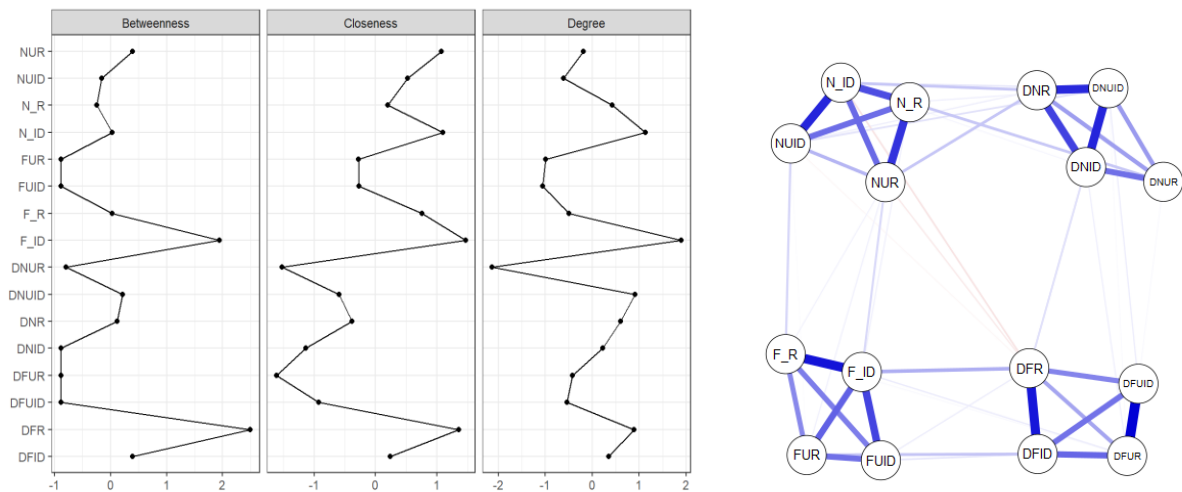 Betweenness Closeness Degree
NUR
NUID
N_R
N_ID
FUR
FUID
F_R
F_ID
DNUR
DNUID
DNR
DNID
DFUR
DFUID
DFR
DFID
-1 0 1 2 -1 0 1 -2 -1 0 1 2
N_ID N_R DNR DNUID
NUID NUR DNID DNUR
F_R F_ID DFR DFUID
FUR FUID DFID DFUR